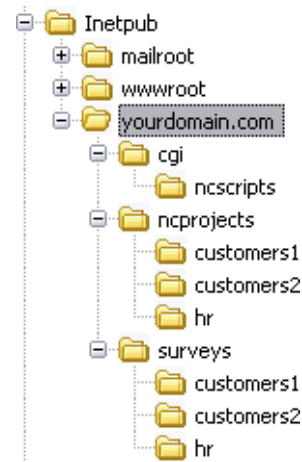 Inetpub
mailroot
wwwroot
yourdomain.com
cgi
ncscripts
ncprojects
customers1
customers2
hr
surveys
customers1
customers2
hr